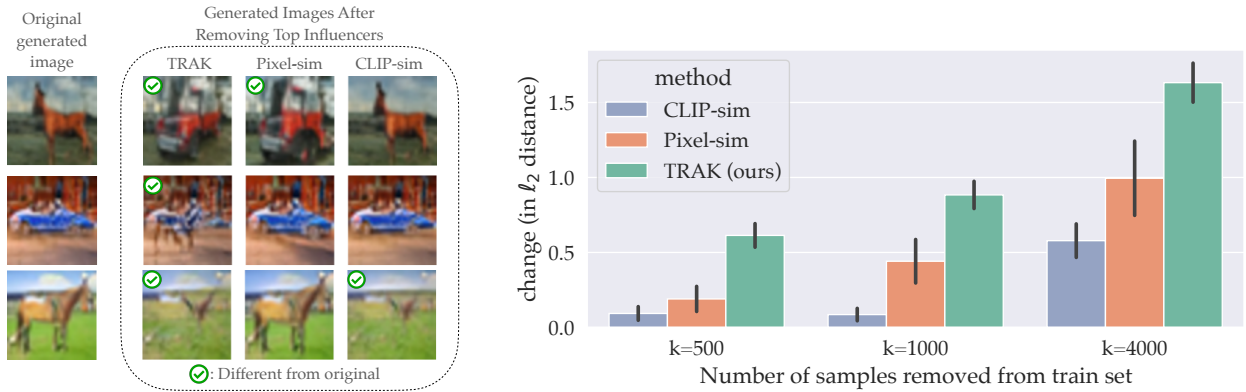 Original
generated
image
Generated Images After
Removing Top Influencers
TRAK
Pixel-sim
CLIP-sim
: Different from original
change (in ℓ₂ distance)
1.5
1.0
0.5
0.0
method
CLIP-sim
Pixel-sim
TRAK (ours)
k=500
k=1000
k=4000
Number of samples removed from train set